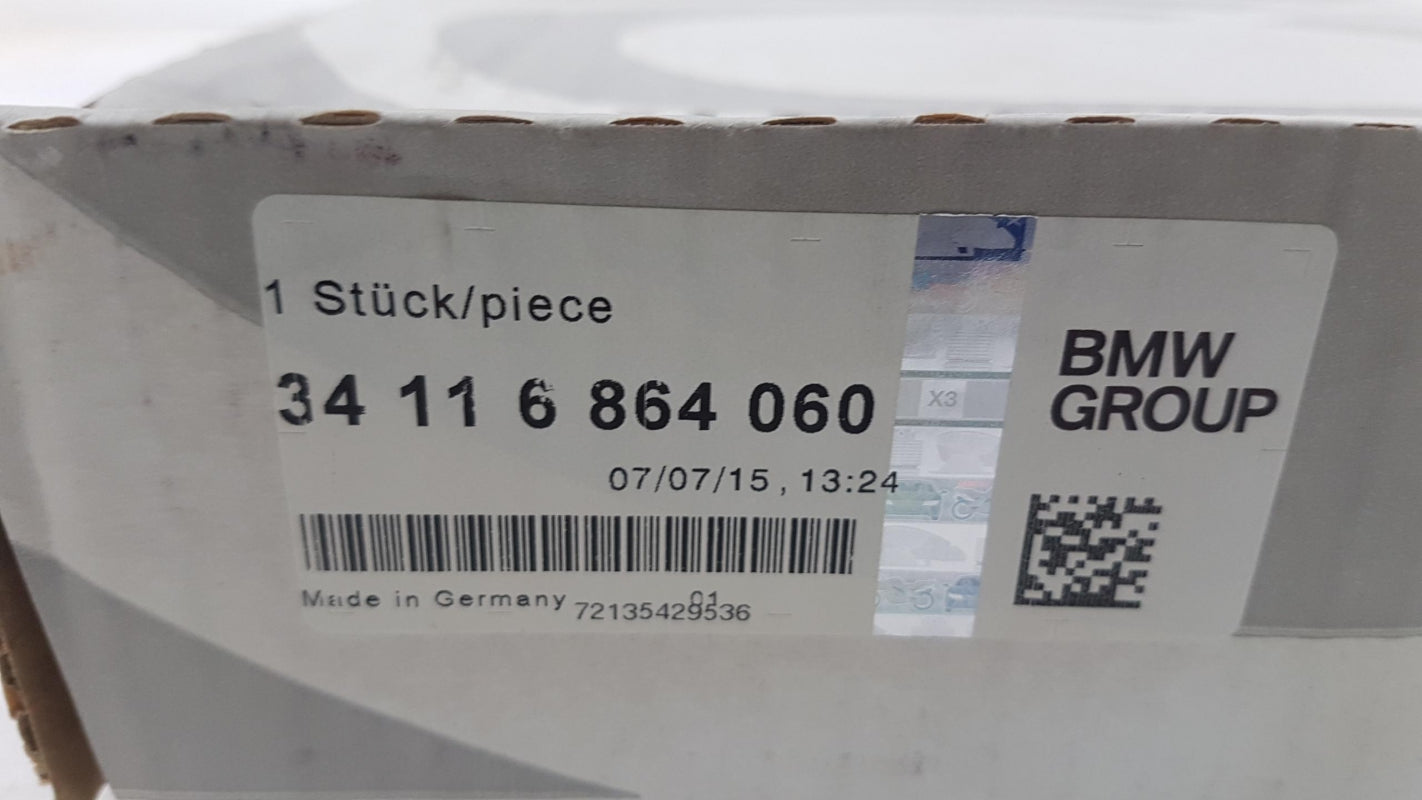 1 Stück/piece
34 11 6 864 060
07/07/15, 13:24
X3
BMW
GROUP
Made in Germany
01
72135429536